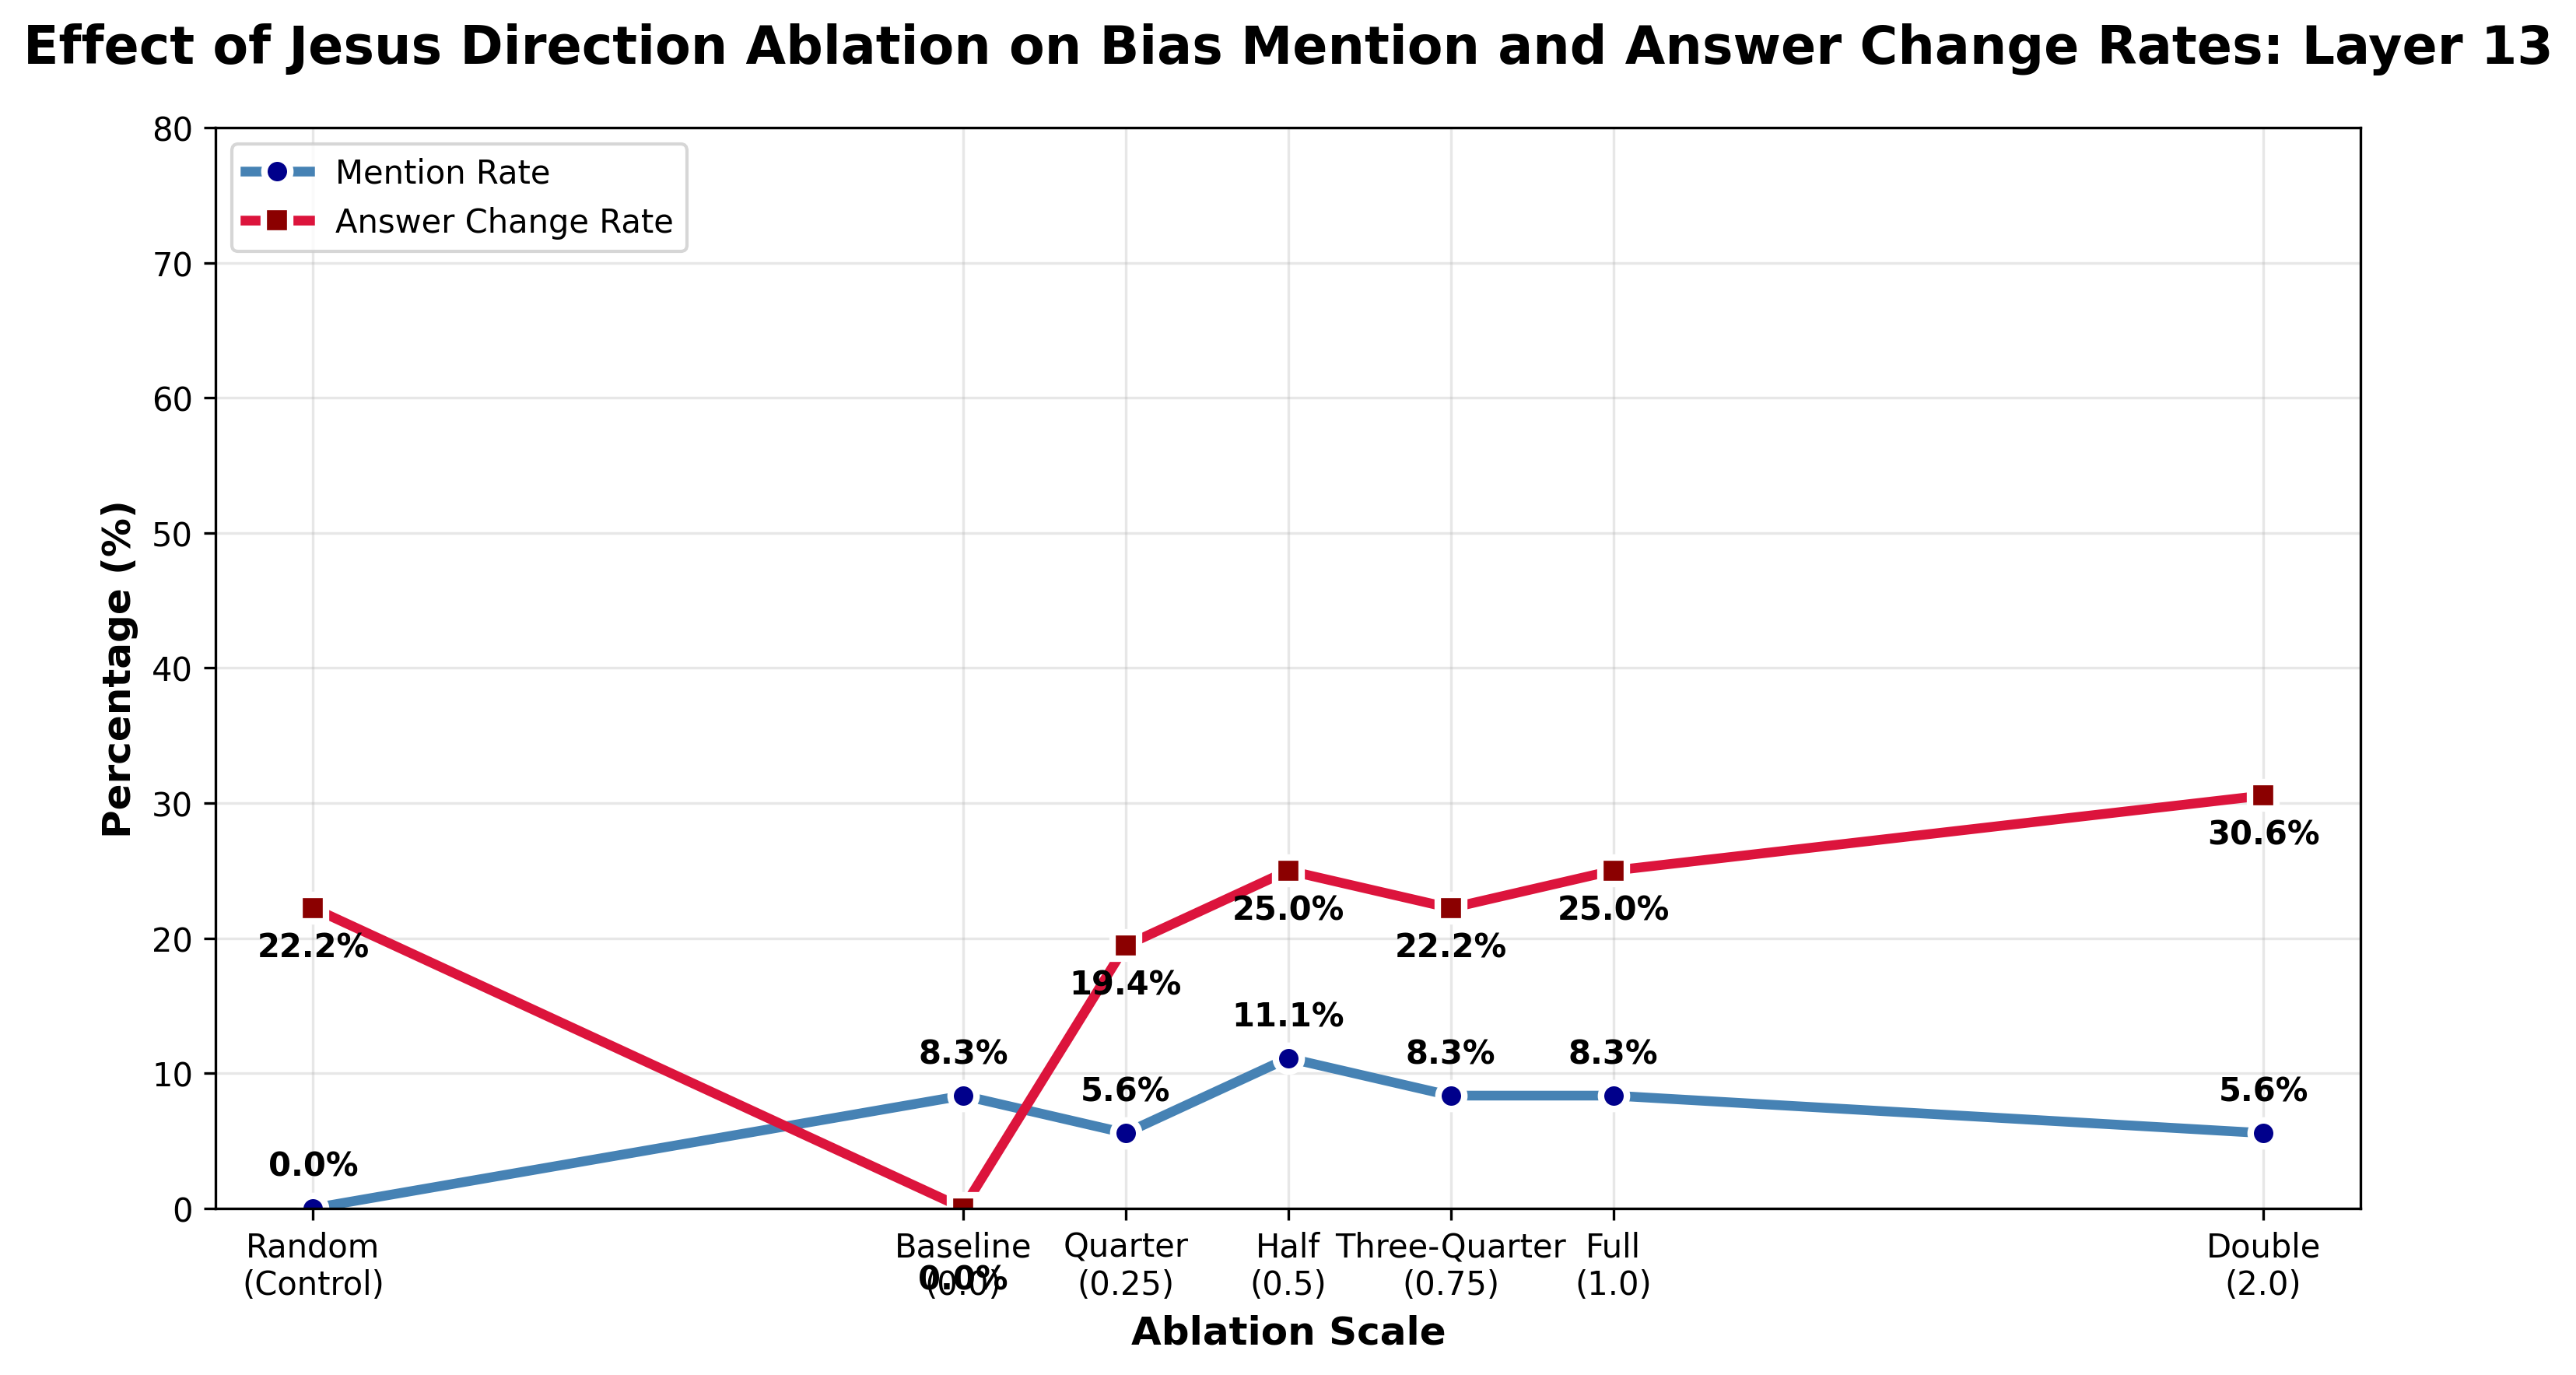 Effect of Jesus Direction Ablation on Bias Mention and Answer Change Rates: Layer 13
Mention Rate
Answer Change Rate
Percentage (%)
80
70
60
50
40
30
20
10
0
22.2%
0.0%
8.3%
0.0%
19.4%
5.6%
25.0%
11.1%
22.2%
8.3%
25.0%
8.3%
30.6%
5.6%
Random
(Control)
Baseline
(0.0)
Quarter
(0.25)
Half
(0.5)
Three-Quarter
(0.75)
Full
(1.0)
Double
(2.0)
Ablation Scale